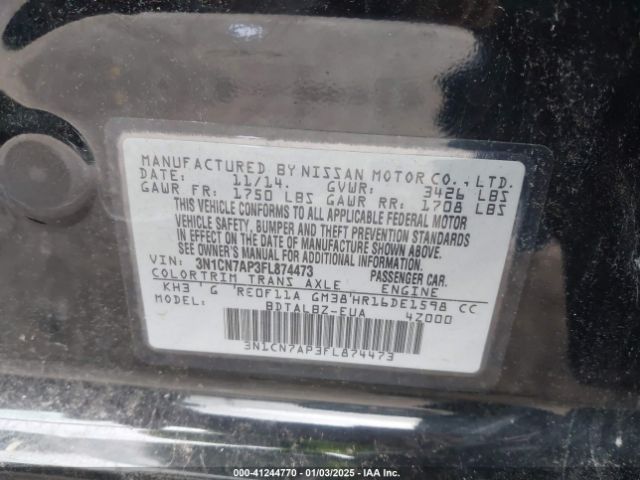 MANUFACTURED BY NISSAN MOTOR CO., LTD.
DATE: 11/14. GVWR: 3426 LBS
GAWR FR: 1750 LBS GAWR RR: 1708 LBS
THIS VEHICLE CONFORMS TO ALL APPLICABLE FEDERAL MOTOR
VEHICLE SAFETY, BUMPER AND THEFT PREVENTION STANDARDS
IN EFFECT ON THE DATE OF MANUFACTURE SHOWN ABOVE.
SEE OWNER'S MANUAL FOR ADDITIONAL INFORMATION.
VIN: 3N1CN7AP3FL874473 PASSENGER CAR.
COLOR TRIM TRANS AXLE ENGINE
KH3 G RE0F11A GM38 HR16DE1598 CC
MODEL: BDTALBZ-EUA 4Z000
3N1CN7AP3FL874473
000-41244770 - 01/03/2025 - IAA Inc.